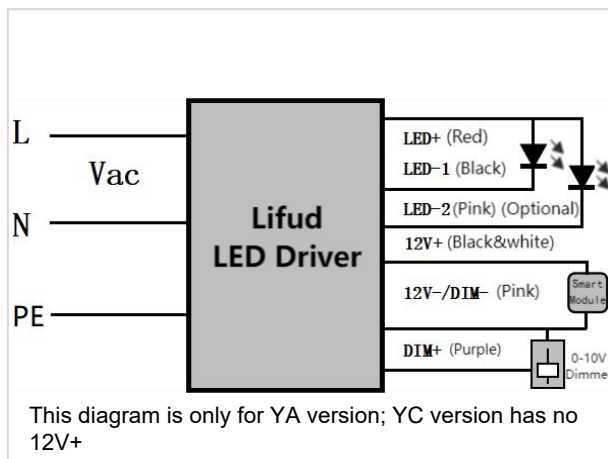 L
Vac
N
PE
Lifud
LED Driver
LED+ (Red)
LED-1 (Black)
LED-2 (Pink) (Optional)
12V+ (Black&white)
12V-/DIM- (Pink)
DIM+ (Purple)
Smart
Module
0-10V
Dimme
This diagram is only for YA version; YC version has no
12V+